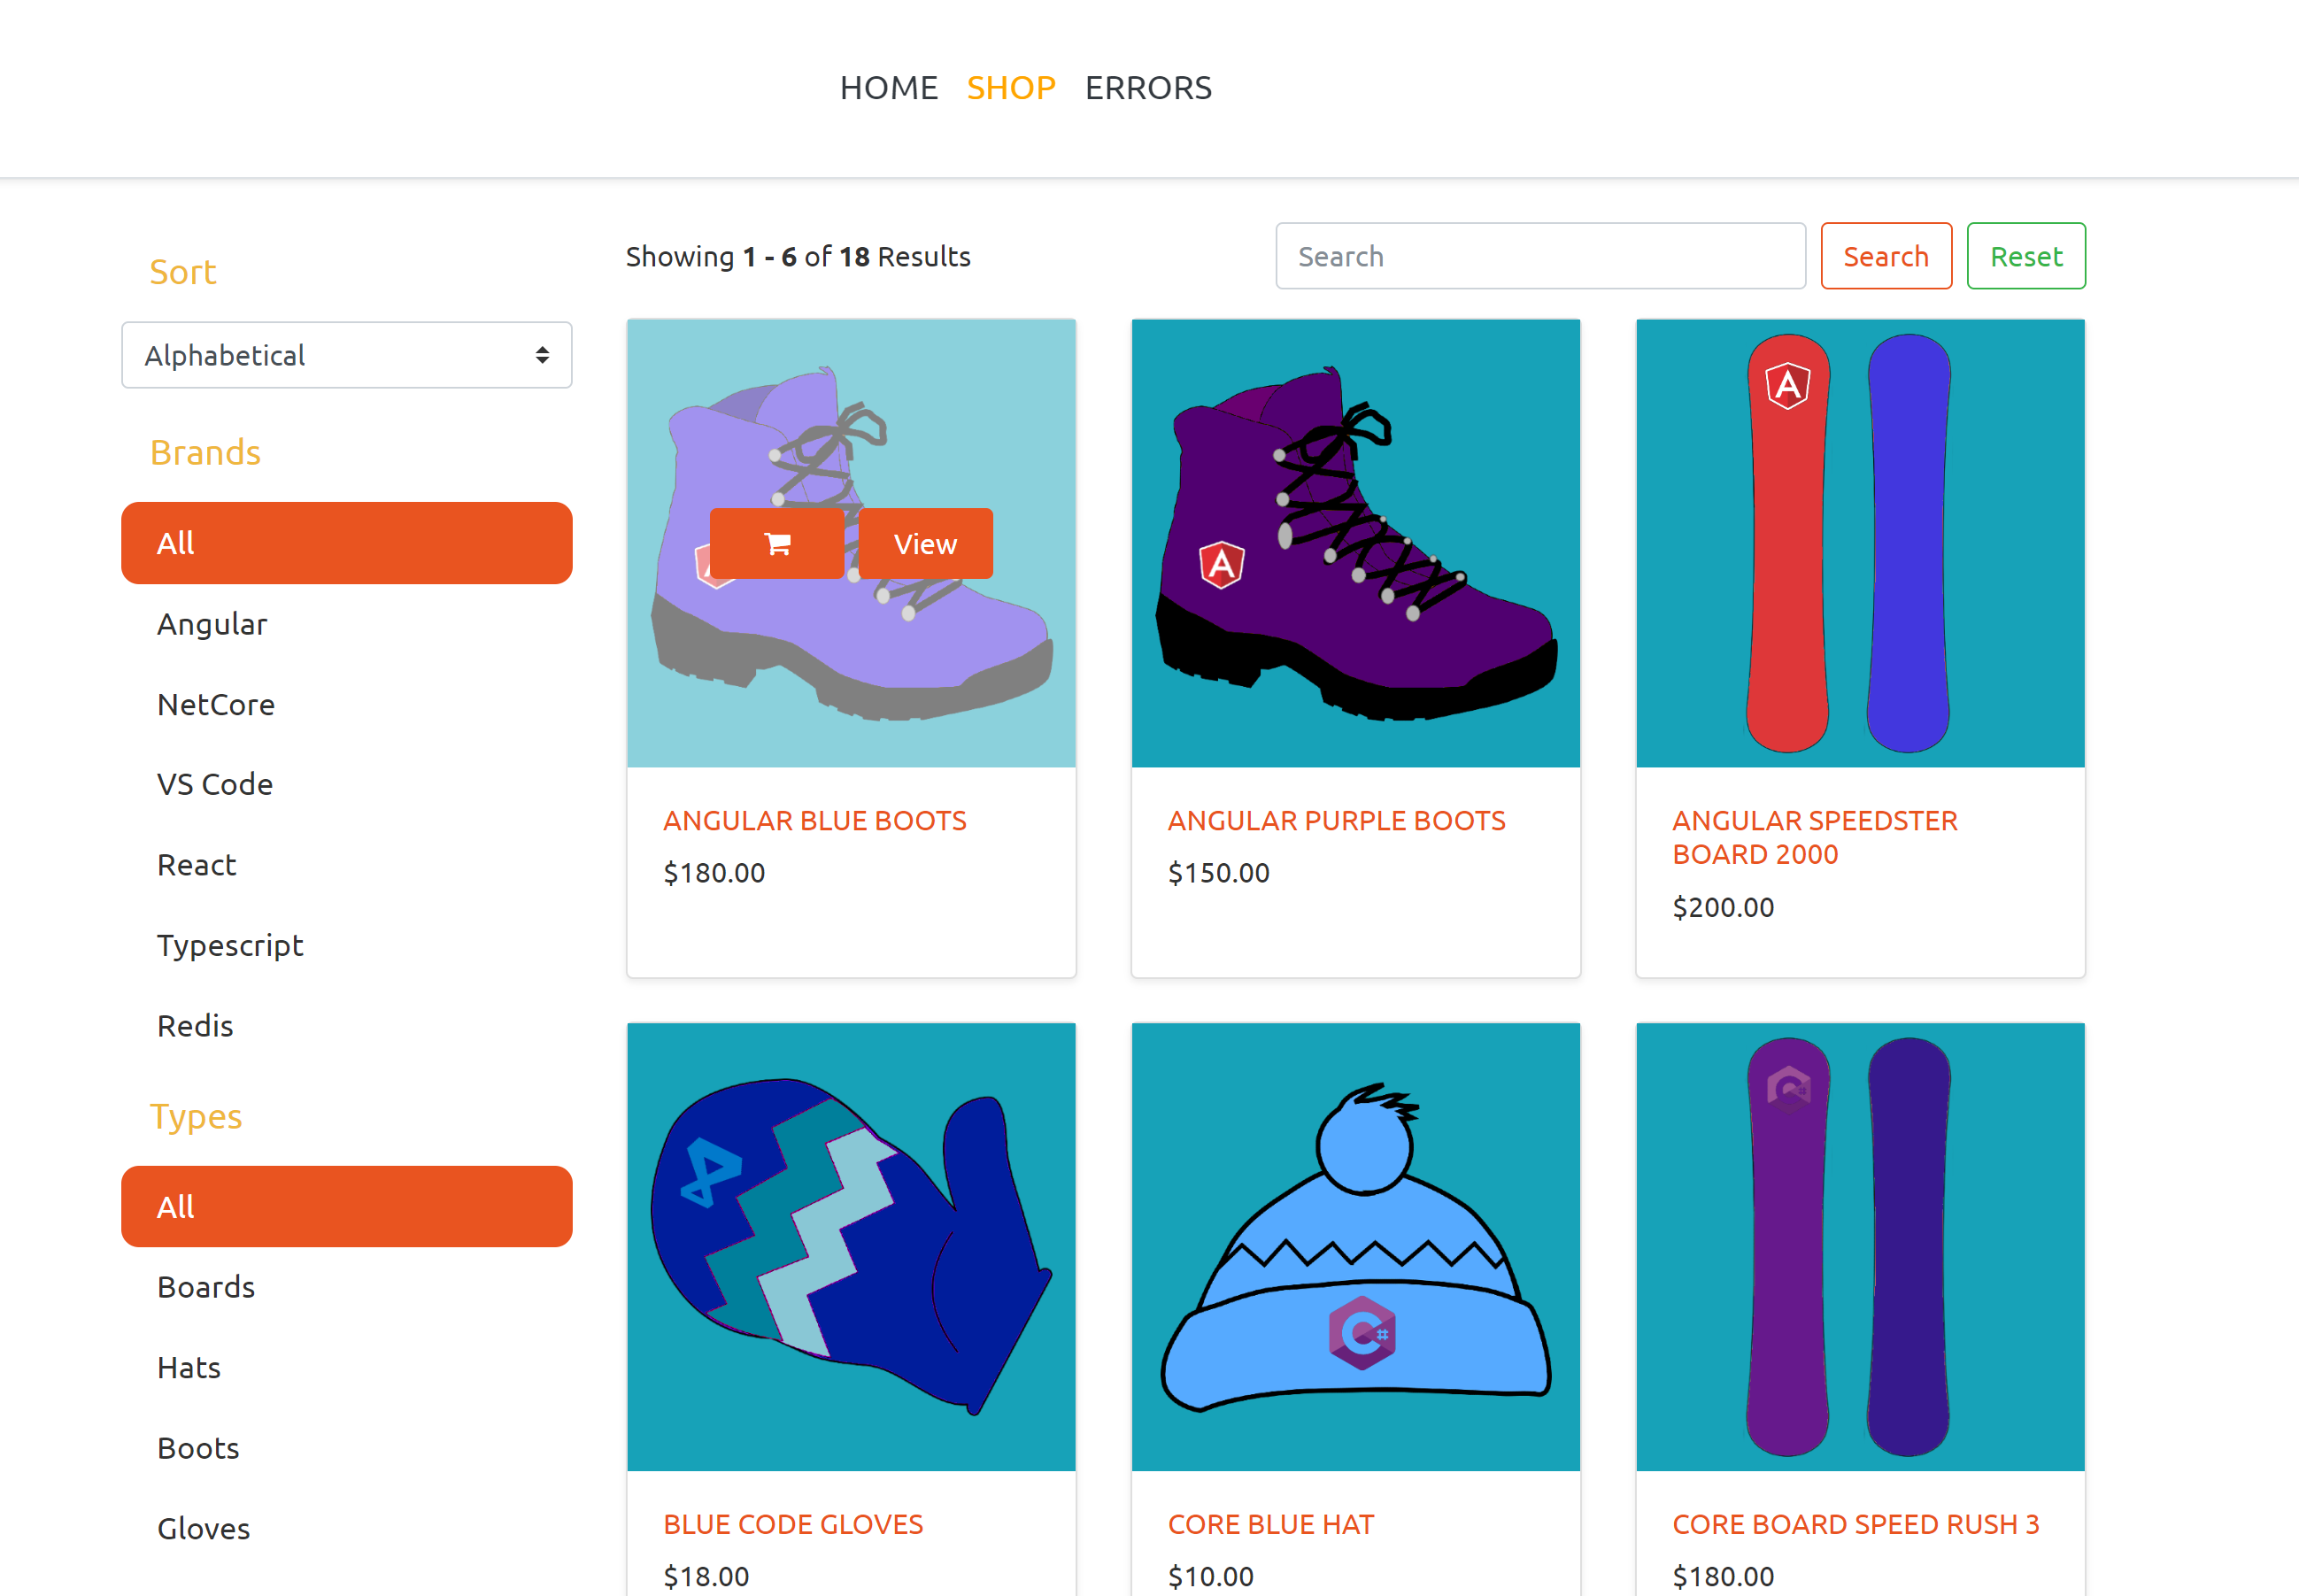 HOME SHOP ERRORS
Sort
Alphabetical
Brands
All
Angular
NetCore
VS Code
React
Typescript
Redis
Types
All
Boards
Hats
Boots
Gloves
Showing 1 - 6 of 18 Results
Search
Search
Reset
View
ANGULAR BLUE BOOTS
$180.00
A
ANGULAR PURPLE BOOTS
$150.00
A
ANGULAR SPEEDSTER
BOARD 2000
$200.00
BLUE CODE GLOVES
$18.00
C#
CORE BLUE HAT
$10.00
C#
CORE BOARD SPEED RUSH 3
$180.00